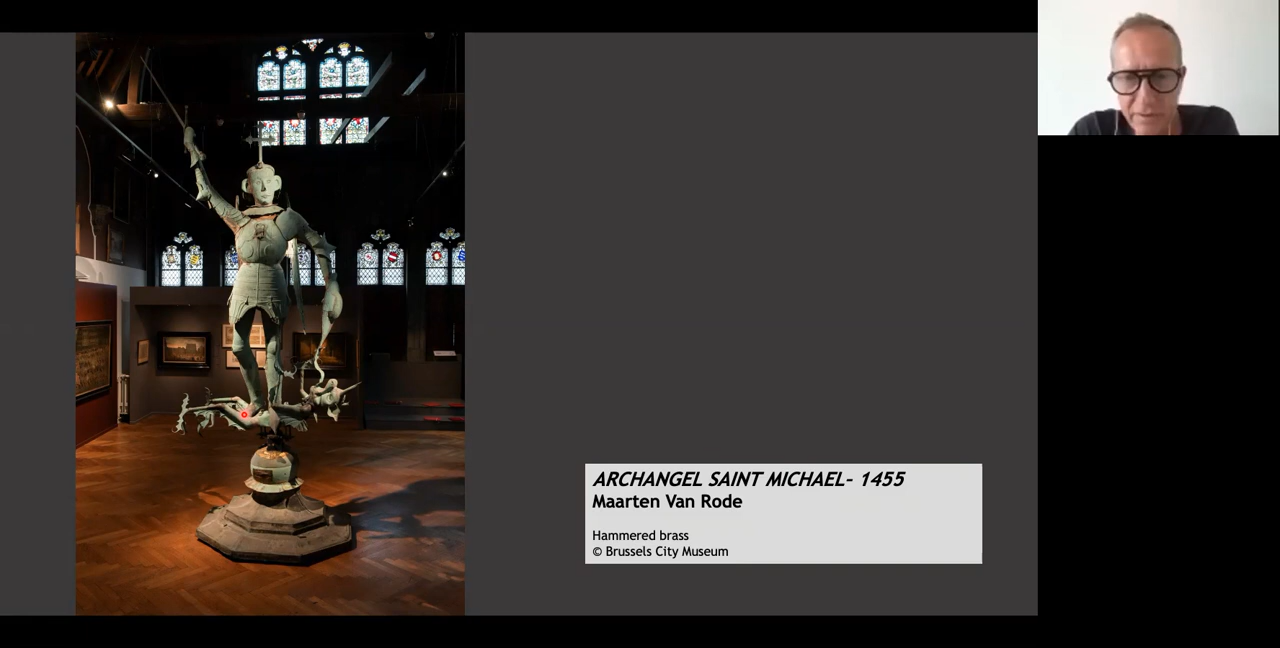 ARCHANGEL SAINT MICHAEL- 1455
Maarten Van Rode
Hammered brass
© Brussels City Museum